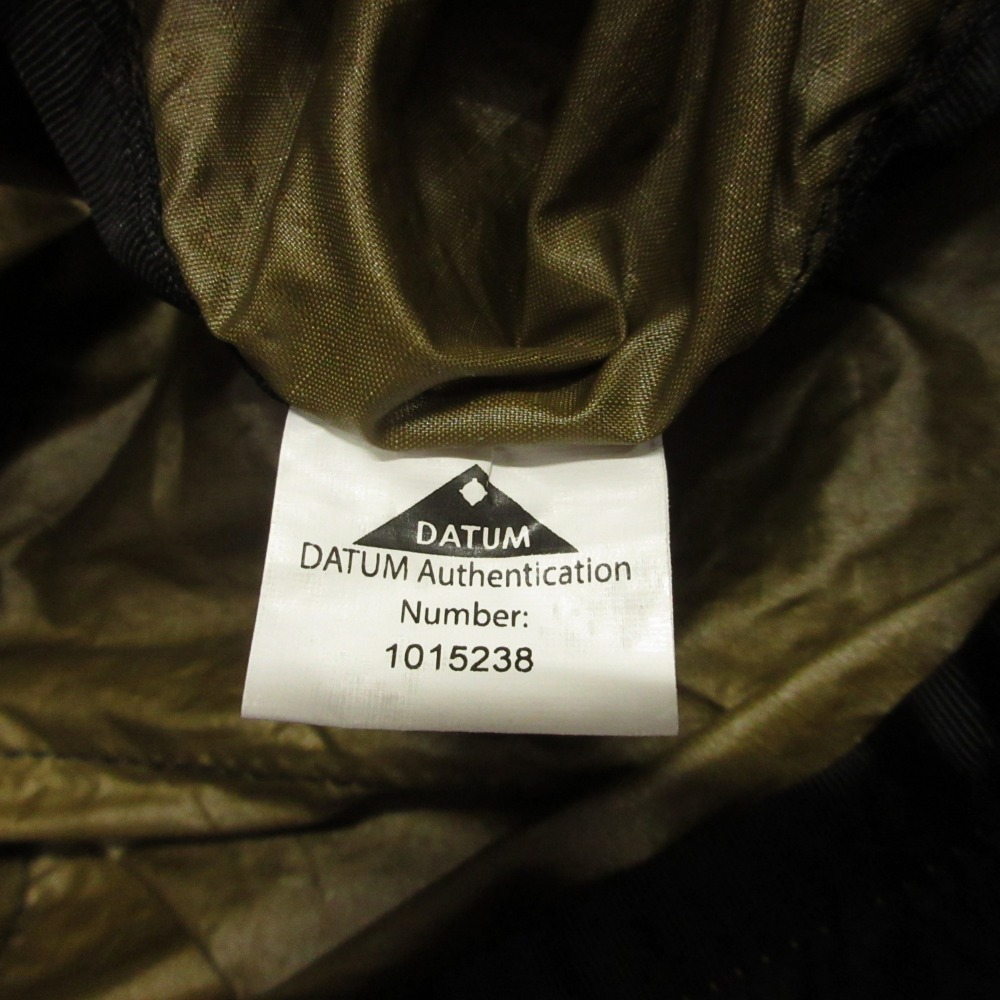 DATUM
DATUM Authentication
Number:
1015238